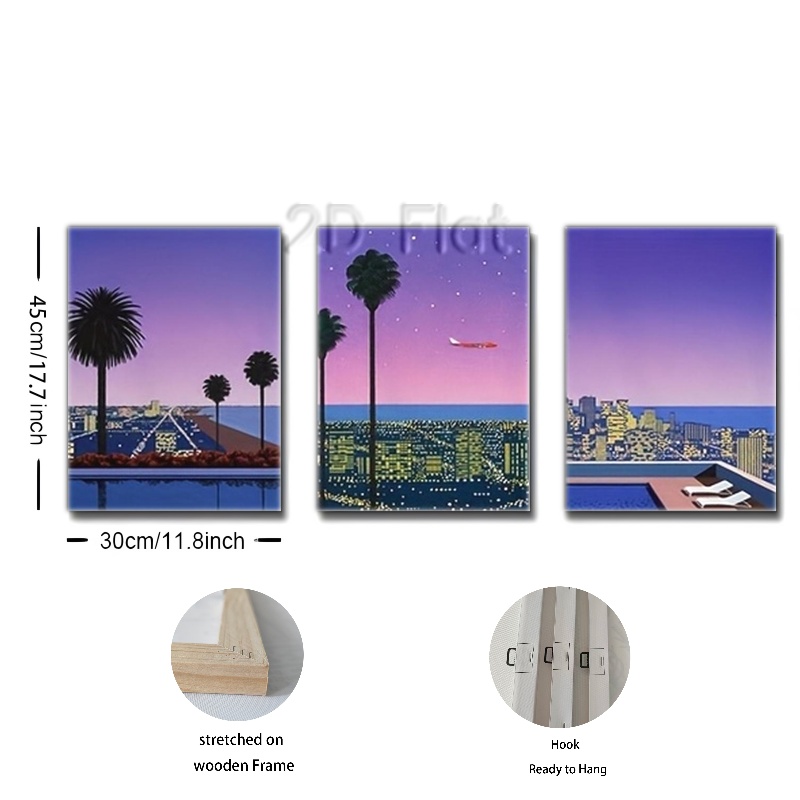 2D Flat
45cm/17.7inch
30cm/11.8inch
stretched on
wooden Frame
Hook
Ready to Hang